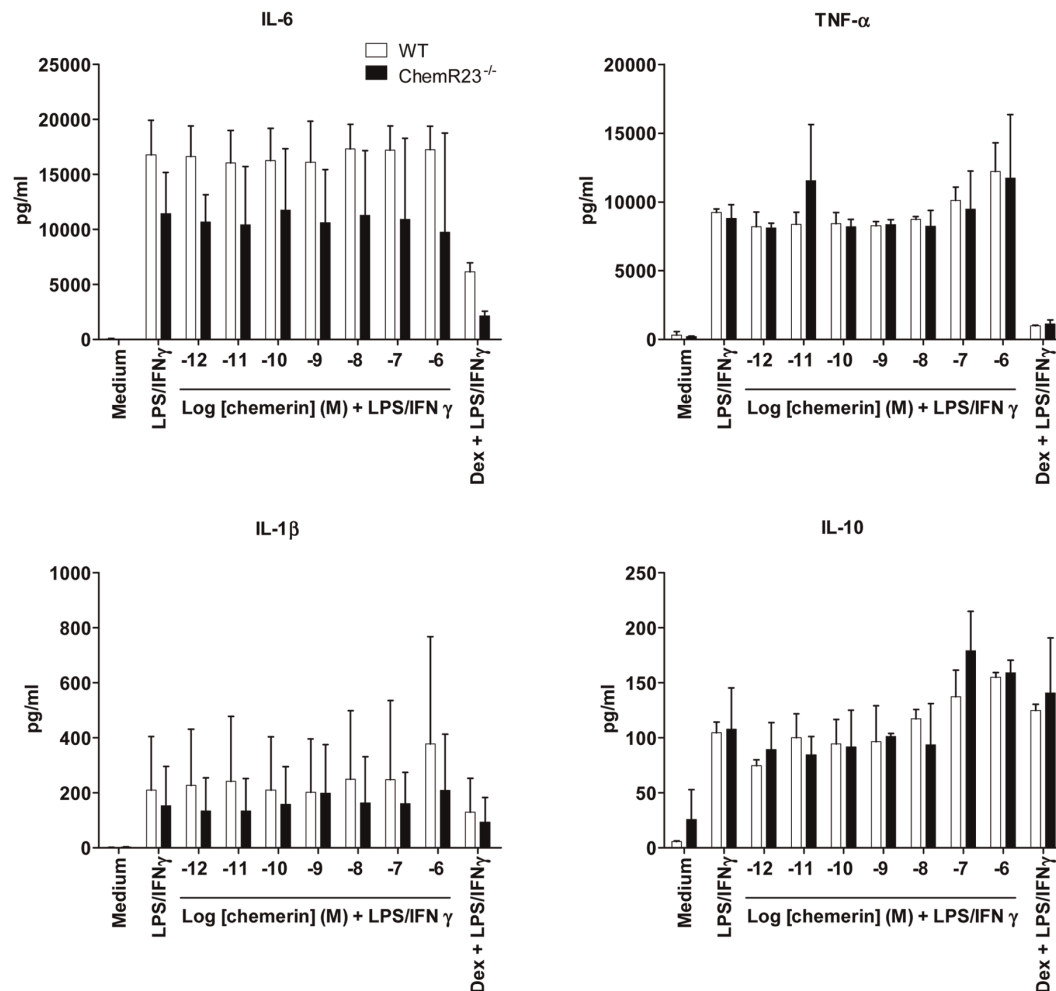 IL-6
WT
ChemR23-/-
25000
20000
15000
10000
5000
0
pg/ml
Medium
LPS/IFNγ
-12
-11
-10
-9
-8
-7
-6
Dex + LPS/IFNγ
Log [chemerin] (M) + LPS/IFN γ
TNF-α
20000
15000
10000
5000
0
pg/ml
Medium
LPS/IFNγ
-12
-11
-10
-9
-8
-7
-6
Dex + LPS/IFNγ
Log [chemerin] (M) + LPS/IFN γ
IL-1β
1000
800
600
400
200
0
pg/ml
Medium
LPS/IFNγ
-12
-11
-10
-9
-8
-7
-6
Dex + LPS/IFNγ
Log [chemerin] (M) + LPS/IFN γ
IL-10
250
200
150
100
50
0
pg/ml
Medium
LPS/IFNγ
-12
-11
-10
-9
-8
-7
-6
Dex + LPS/IFNγ
Log [chemerin] (M) + LPS/IFN γ